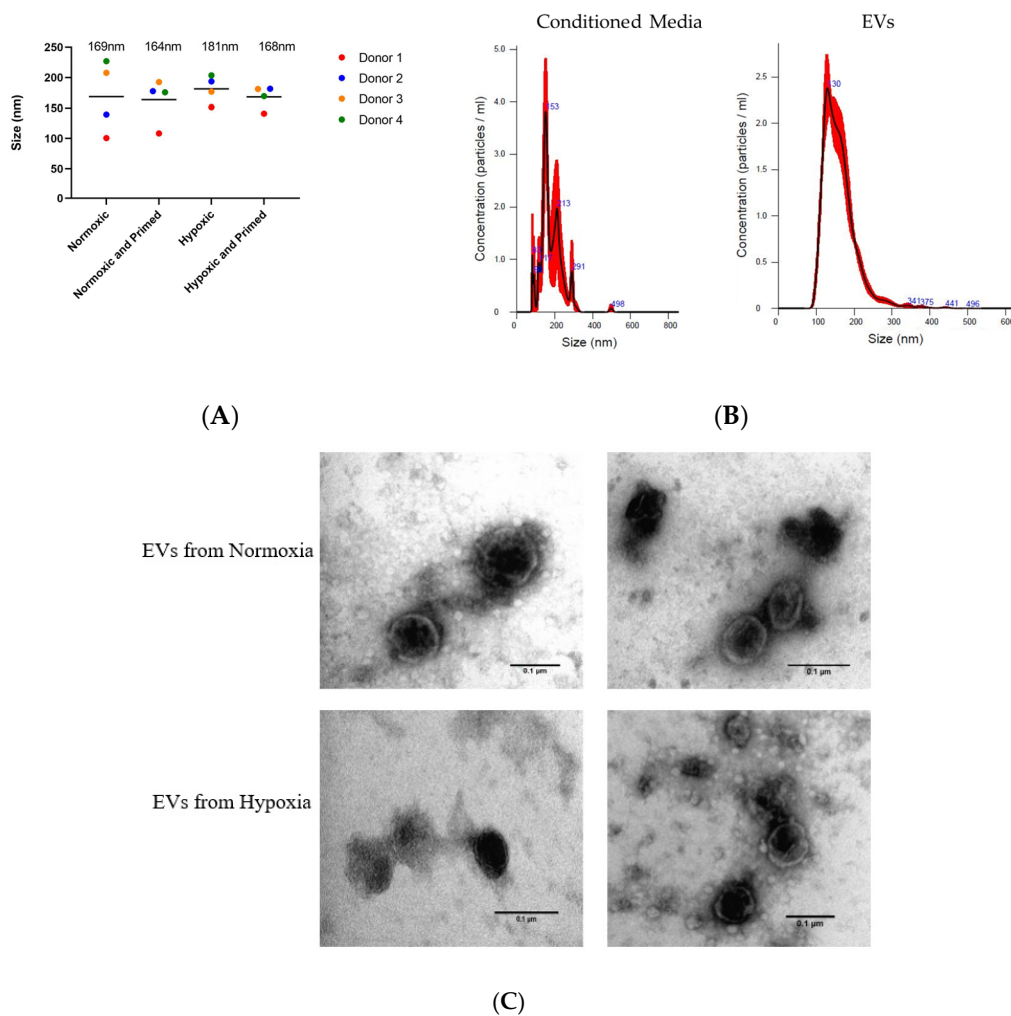 Conditioned Media
EVs
169nm 164nm 181nm 168nm
Size (nm)
250
200
150
100
50
0
Normoxic
Normoxic and Primed
Hypoxic
Hypoxic and Primed
Donor 1
Donor 2
Donor 3
Donor 4
Concentration (particles / ml)
5.0
4.0
3.0
2.0
1.0
0
153
213
291
498
0 200 400 600 800
Size (nm)
Concentration (particles / ml)
2.5
2.0
1.5
1.0
0.5
0
130
341 375 441 496
0 100 200 300 400 500
Size (nm)
(A)
(B)
EVs from Normoxia
0.1 µm
0.1 µm
EVs from Hypoxia
0.1 µm
0.1 µm
(C)